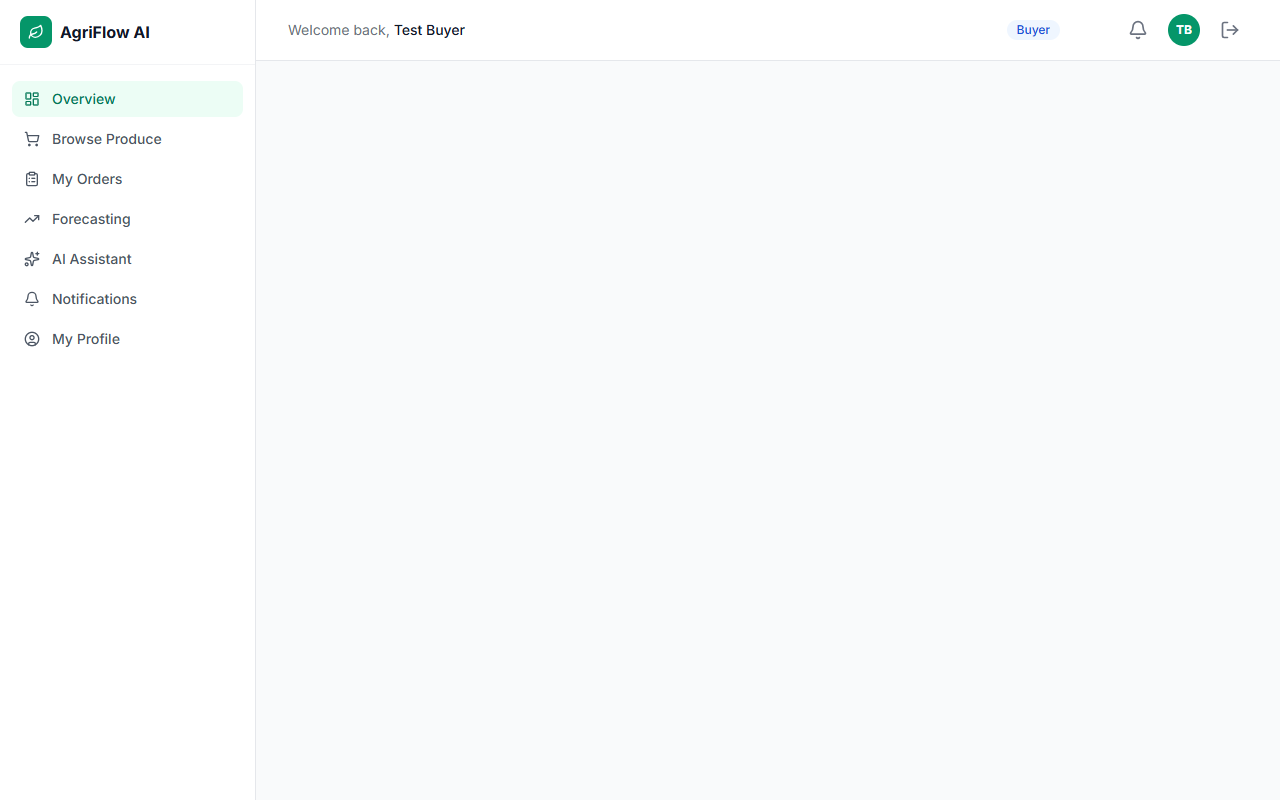 AgriFlow AI
Welcome back, Test Buyer
Buyer
TB
Overview
Browse Produce
My Orders
Forecasting
AI Assistant
Notifications
My Profile